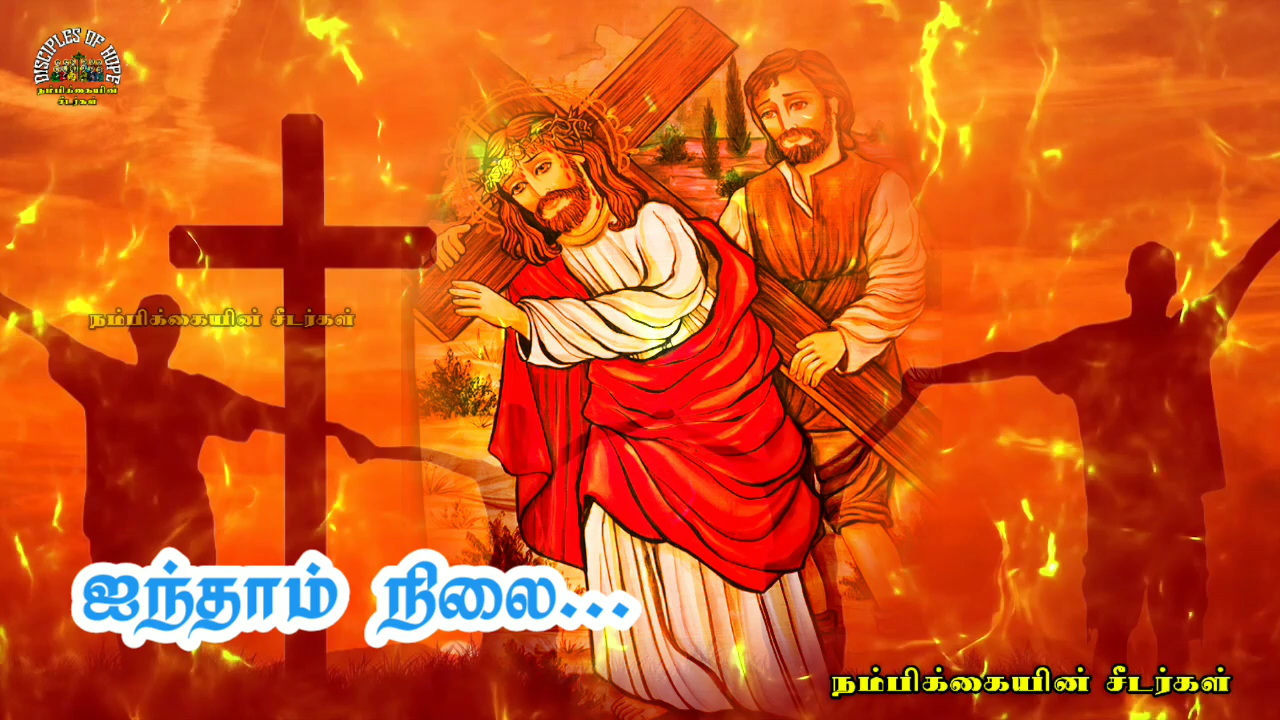 DISCIPLES OF HOPE
நம்பிக்கையின்
சீடர்கள்
நம்பிக்கையின் சீடர்கள்
ஐந்தாம் நிலை...
நம்பிக்கையின் சீடர்கள்